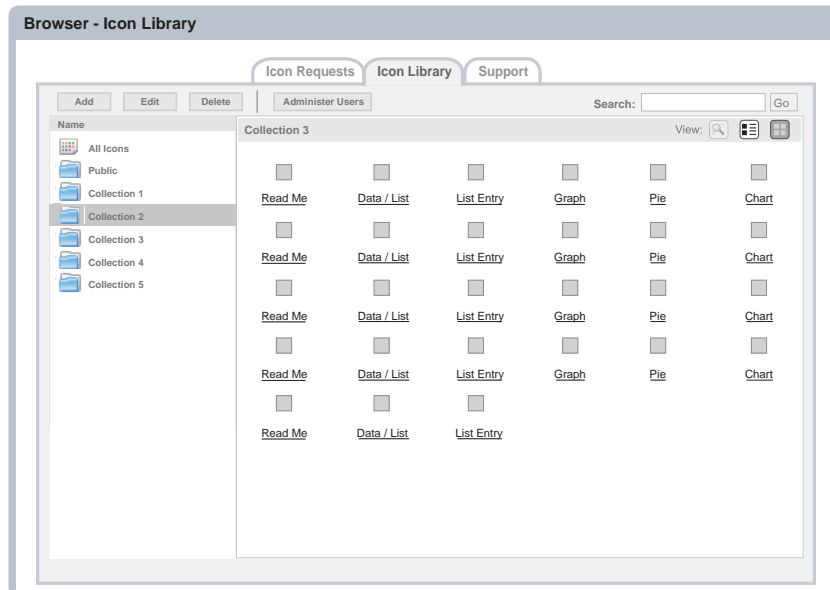 Browser - Icon Library
Icon Requests Icon Library Support
Add Edit Delete Administer Users Search: Go
Name
All Icons
Public
Collection 1
Collection 2
Collection 3
Collection 4
Collection 5
Collection 3 View:
Read Me Data / List List Entry Graph Pie Chart
Read Me Data / List List Entry Graph Pie Chart
Read Me Data / List List Entry Graph Pie Chart
Read Me Data / List List Entry Graph Pie Chart
Read Me Data / List List Entry